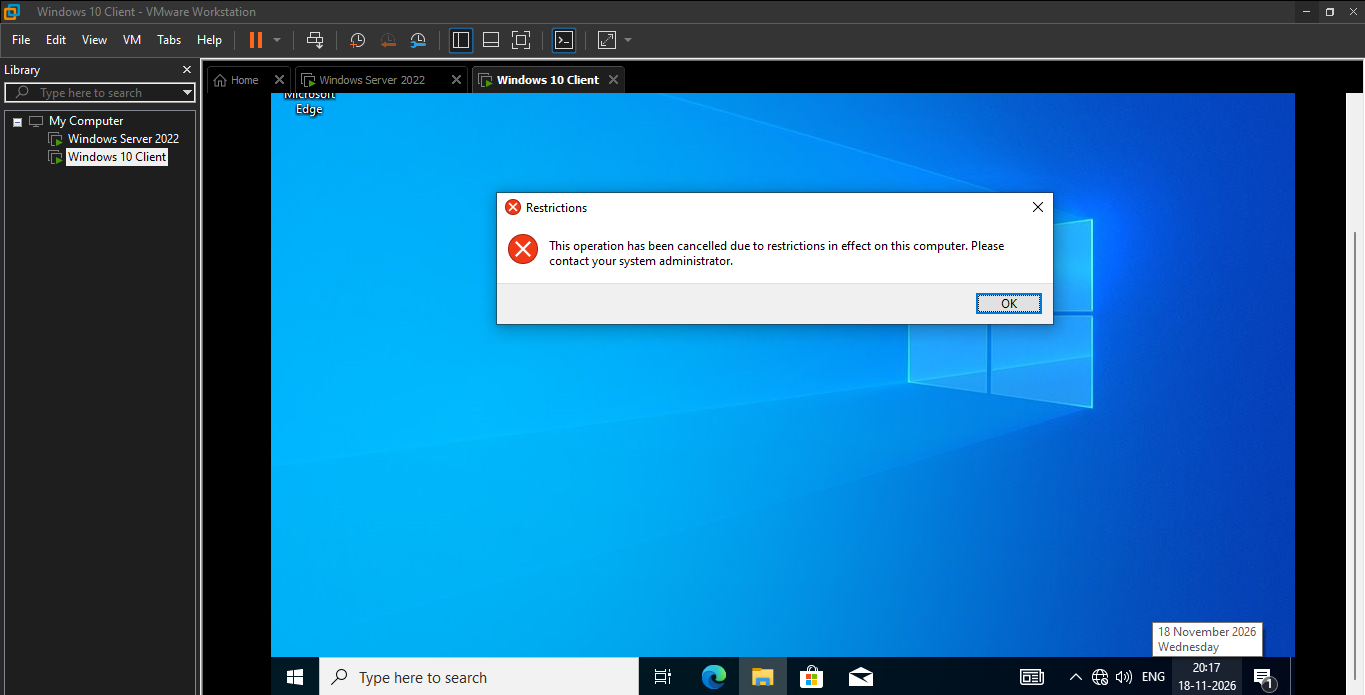 Windows 10 Client - VMware Workstation
File Edit View VM Tabs Help
Library
Type here to search
My Computer
Windows Server 2022
Windows 10 Client
Home Windows Server 2022 Windows 10 Client
Microsoft
Edge
Restrictions
This operation has been cancelled due to restrictions in effect on this computer. Please
contact your system administrator.
OK
18 November 2026
Wednesday
Type here to search
ENG
20:17
18-11-2026
1